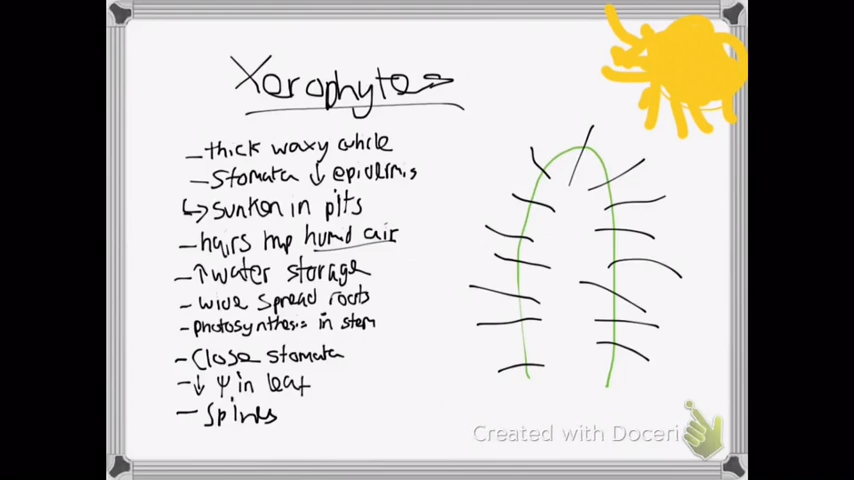 Xerophytes
- thick waxy cuticle
- Stomata ↓ epidermis
↳ sunken in pits
- hairs trap humid air
- ↑ water storage
- wide spread roots
- photosynthesis in stem
- Close stomata
- ↓ Ψ in leaf
- Spines
Created with Doceri